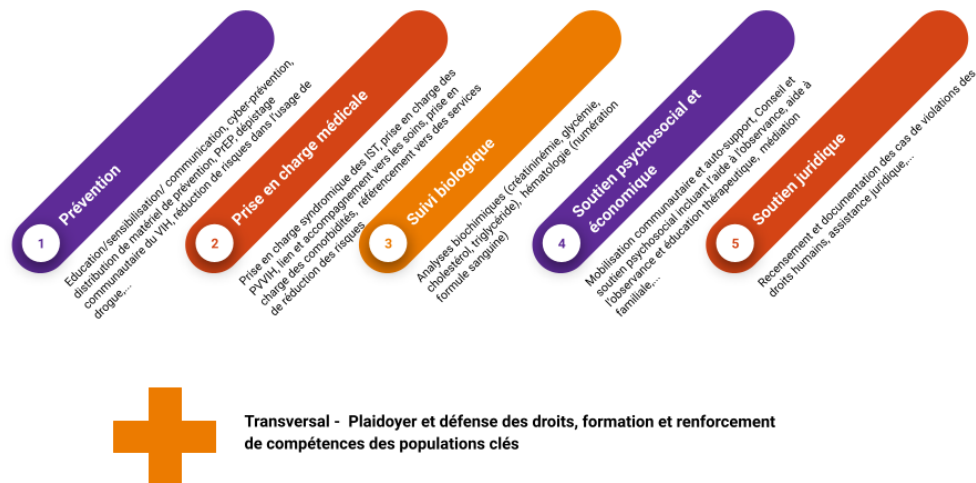 1
Prévention
Education/sensibilisation/ communication, cyber-prévention,
distribution de matériel de prévention, PrEP, dépistage
communautaire du VIH, réduction de risques dans l'usage de
drogue,...
2
Prise en charge médicale
Prise en charge syndromique des IST, prise en charge des
PVVIH, lien et accompagnement vers les soins, prise en
charge des comorbidités, référencement vers des services
de réduction des risques
3
Suivi biologique
Analyses biochimiques (créatininémie, glycémie,
cholestérol, triglycéride), hématologie (numération
formule sanguine)
4
Soutien psychosocial et
économique
Mobilisation communautaire et auto-support, Conseil et
soutien psychosocial incluant l'aide à l'observance, aide à
l'observance et éducation thérapeutique, médiation
familiale,...
5
Soutien juridique
Recensement et documentation des cas de violations des
droits humains, assistance juridique,...
Transversal - Plaidoyer et défense des droits, formation et renforcement
de compétences des populations clés